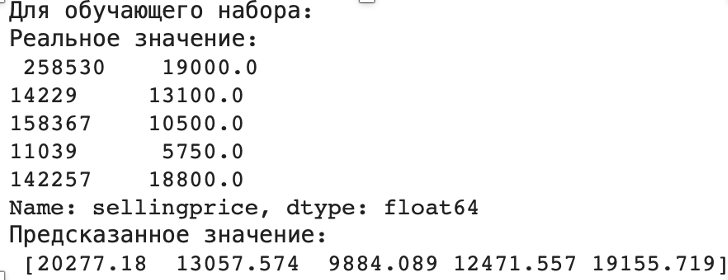 Для обучающего набора:
Реальное значение:
258530 19000.0
14229 13100.0
158367 10500.0
11039 5750.0
142257 18800.0
Name: sellingprice, dtype: float64
Предсказанное значение:
[20277.18 13057.574 9884.089 12471.557 19155.719]